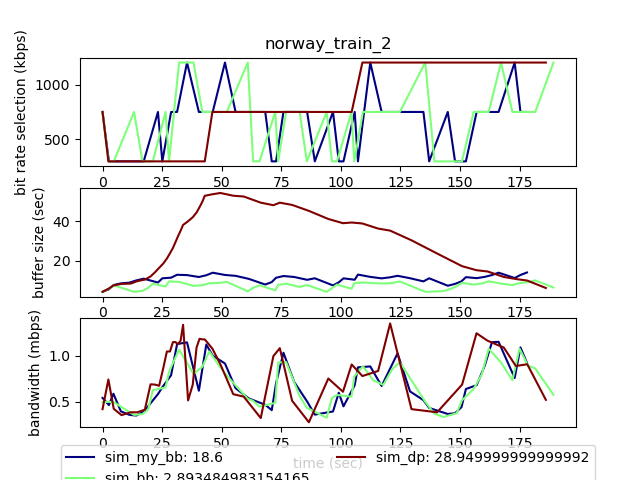 norway_train_2
bit rate selection (kbps)
1000
500
0 25 50 75 100 125 150 175
buffer size (sec)
40
20
0 25 50 75 100 125 150 175
bandwidth (mbps)
1.0
0.5
0 25 50 75 100 125 150 175
time (sec)
sim_my_bb: 18.6
sim_dp: 28.949999999999992
sim_bb: 2.893484983154165